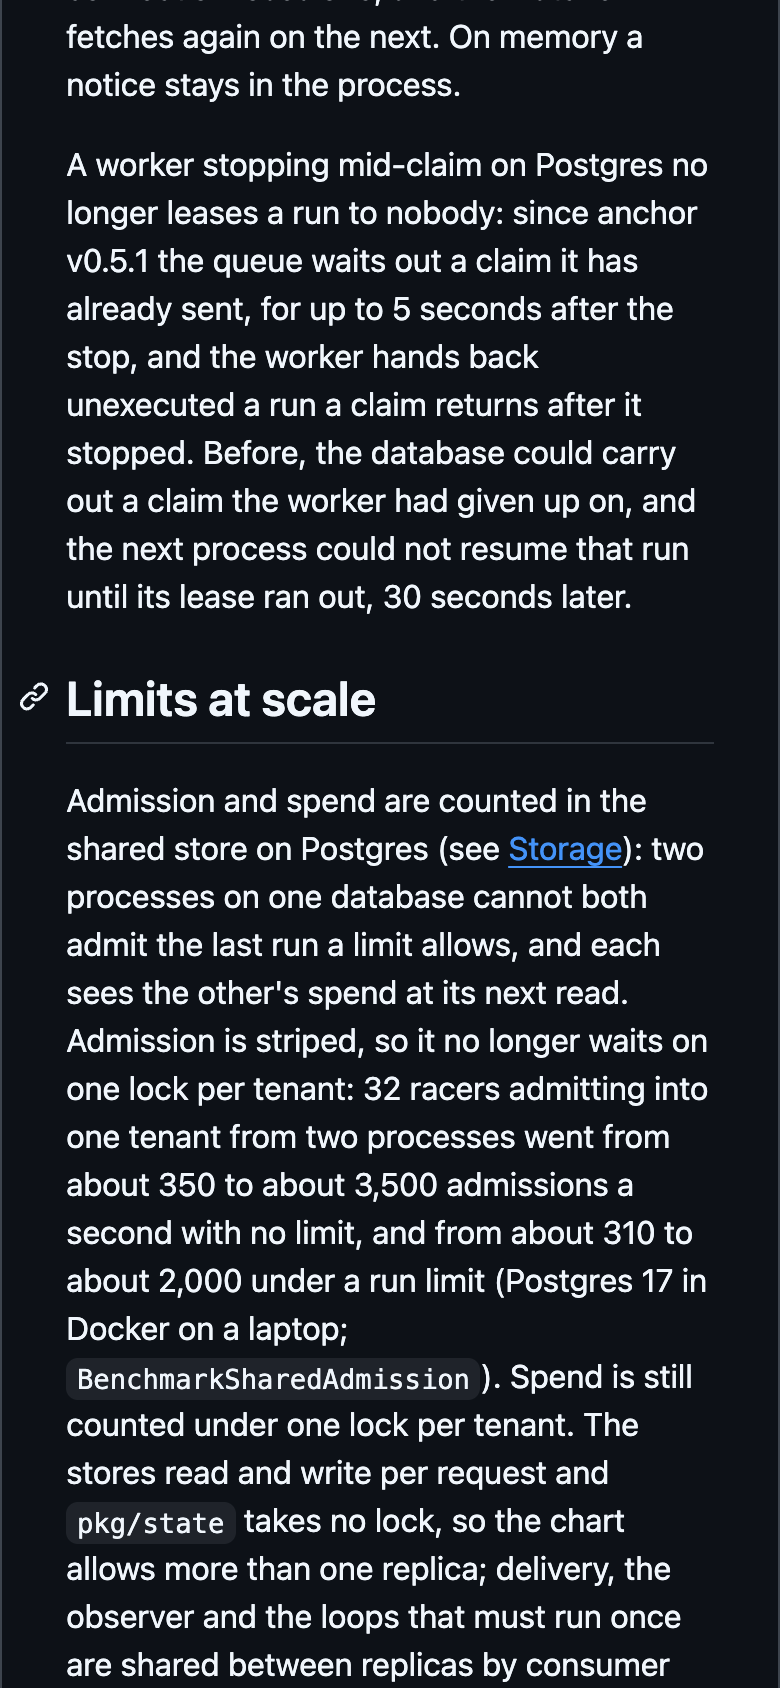 fetches again on the next. On memory a
notice stays in the process.
A worker stopping mid-claim on Postgres no
longer leases a run to nobody: since anchor
v0.5.1 the queue waits out a claim it has
already sent, for up to 5 seconds after the
stop, and the worker hands back
unexecuted a run a claim returns after it
stopped. Before, the database could carry
out a claim the worker had given up on, and
the next process could not resume that run
until its lease ran out, 30 seconds later.
Limits at scale
Admission and spend are counted in the
shared store on Postgres (see Storage): two
processes on one database cannot both
admit the last run a limit allows, and each
sees the other's spend at its next read.
Admission is striped, so it no longer waits on
one lock per tenant: 32 racers admitting into
one tenant from two processes went from
about 350 to about 3,500 admissions a
second with no limit, and from about 310 to
about 2,000 under a run limit (Postgres 17 in
Docker on a laptop;
BenchmarkSharedAdmission). Spend is still
counted under one lock per tenant. The
stores read and write per request and
pkg/state takes no lock, so the chart
allows more than one replica; delivery, the
observer and the loops that must run once
are shared between replicas by consumer